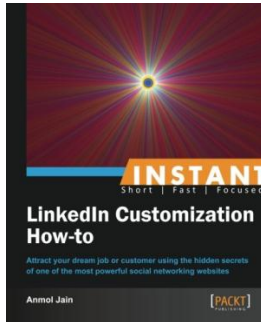 INSTANT
Short | Fast | Focused
LinkedIn Customization
How-to
Attract your dream job or customer using the hidden secrets
of one of the most powerful social networking websites
Anmol Jain
[PACKT]
PUBLISHING